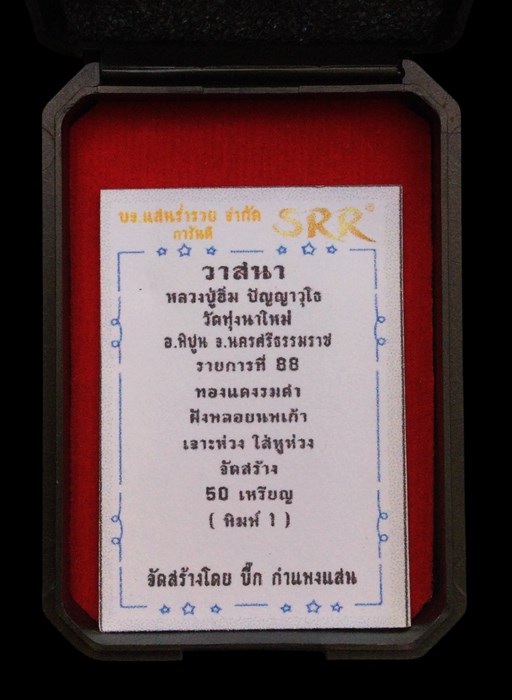 บจ.แสนร่ำรวย จำกัด
การันตี
SRR
วาสนา
หลวงปู่ฮึม ปัญญาวุโธ
วัดทุ่งนาใหม่
อ.พิปูน จ.นครศรีธรรมราช
รายการที่ 88
ทองแดงรมดำ
ฝังพลอยนพเก้า
เจาะห่วง ใส่หูห่วง
จัดสร้าง
50 เหรียญ
( พิมพ์ 1 )
จัดสร้างโดย บิ๊ก กำแพงแสน